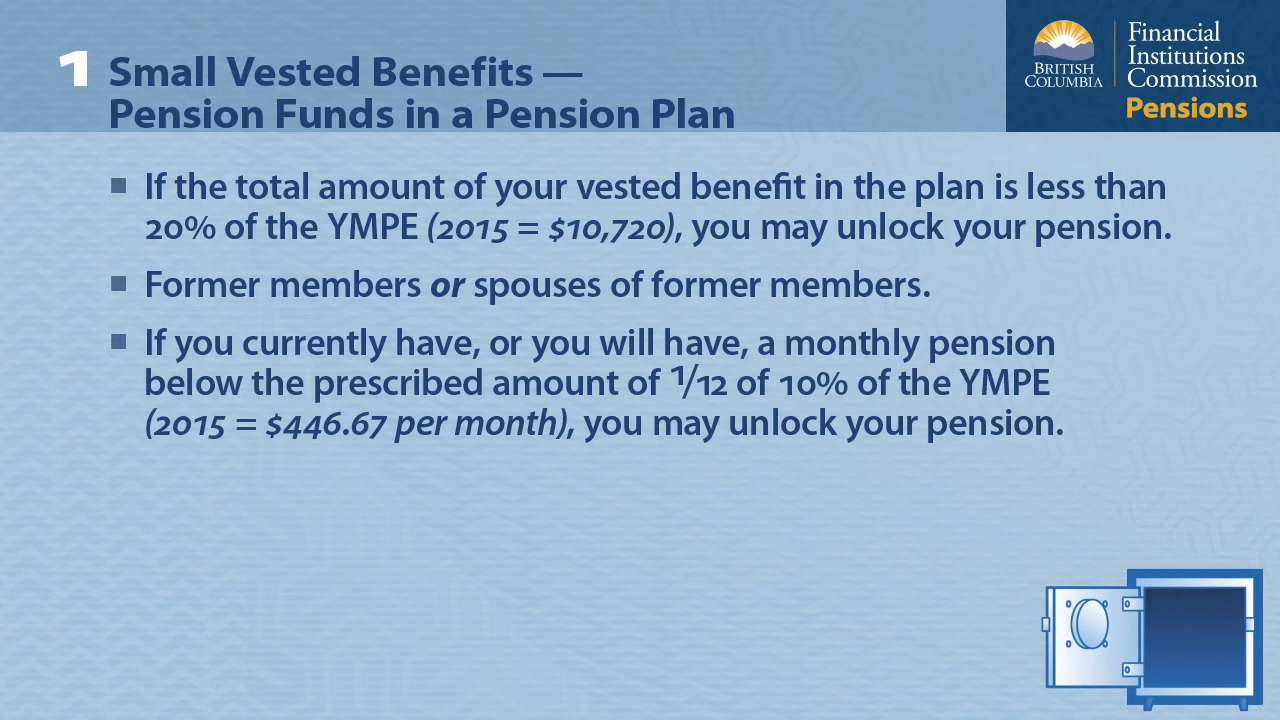 1 Small Vested Benefits —
Pension Funds in a Pension Plan
BRITISH
COLUMBIA
Financial
Institutions
Commission
Pensions
■ If the total amount of your vested benefit in the plan is less than
20% of the YMPE (2015 = $10,720), you may unlock your pension.
■ Former members or spouses of former members.
■ If you currently have, or you will have, a monthly pension
below the prescribed amount of 1/12 of 10% of the YMPE
(2015 = $446.67 per month), you may unlock your pension.